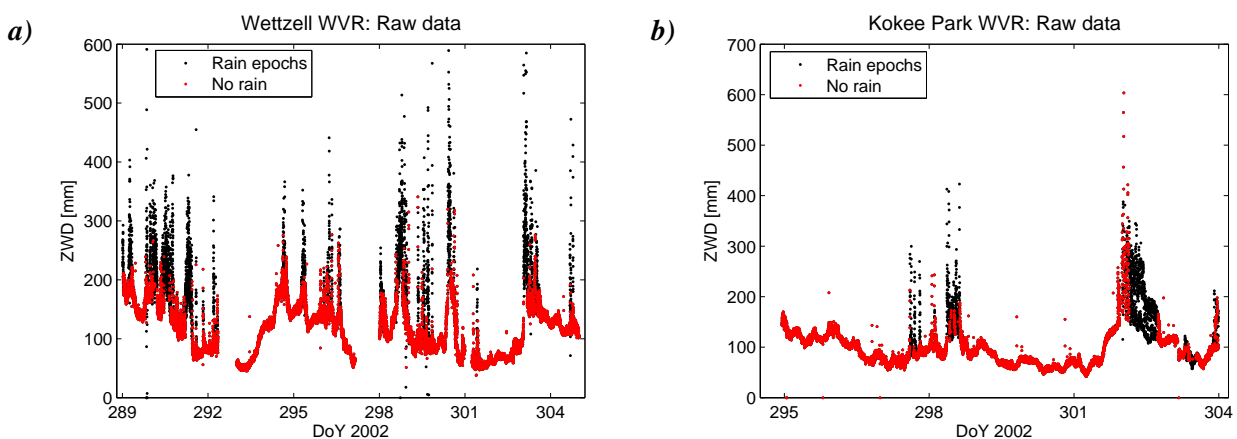 a)
Wettzell WVR: Raw data
600
500
400
300
200
100
0
ZWD [mm]
Rain epochs
No rain
289 292 295 298 301 304
DoY 2002
b)
Kokee Park WVR: Raw data
700
600
500
400
300
200
100
0
ZWD [mm]
Rain epochs
No rain
295 298 301 304
DoY 2002